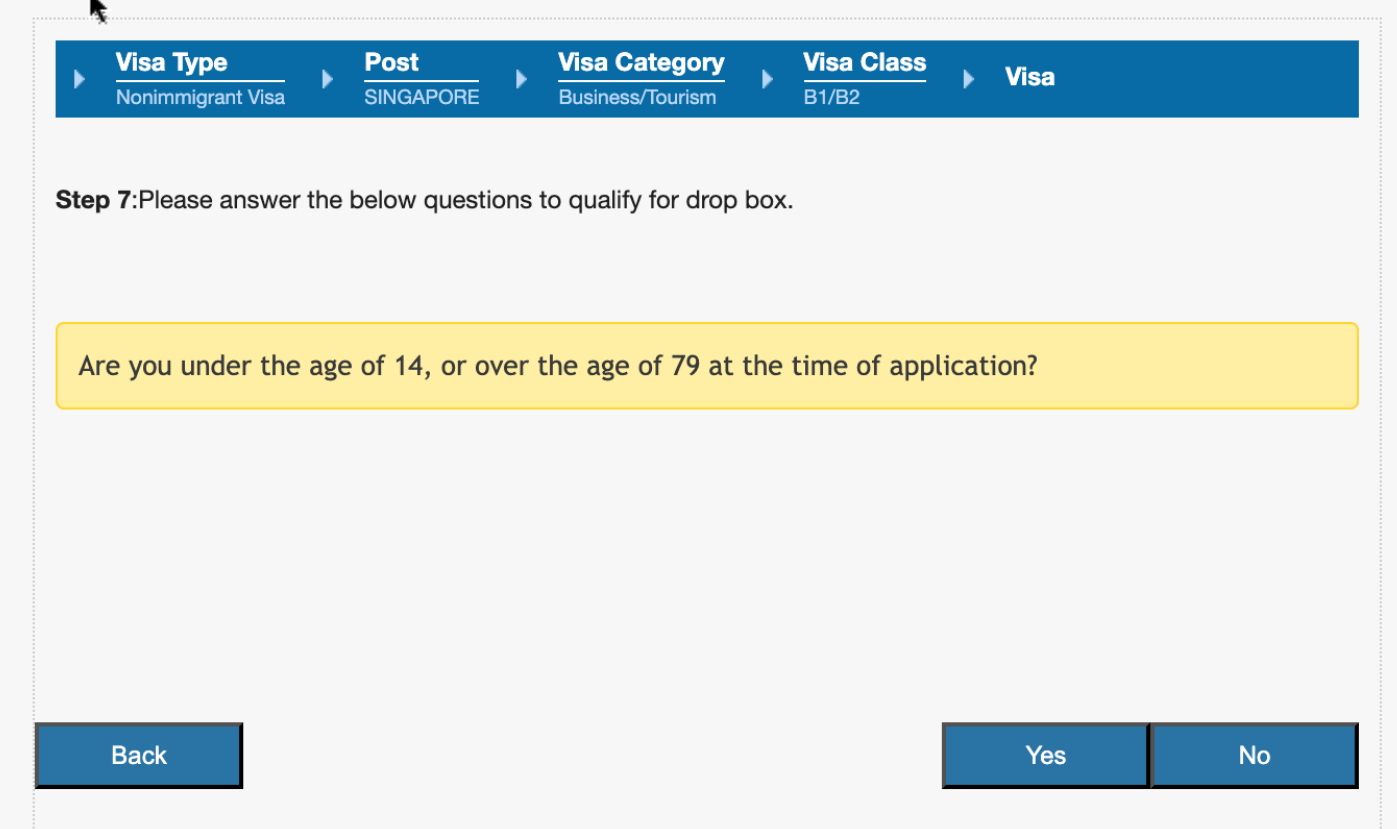 Visa Type
Nonimmigrant Visa
Post
SINGAPORE
Visa Category
Business/Tourism
Visa Class
B1/B2
Visa
Step 7:Please answer the below questions to qualify for drop box.
Are you under the age of 14, or over the age of 79 at the time of application?
Back
Yes
No